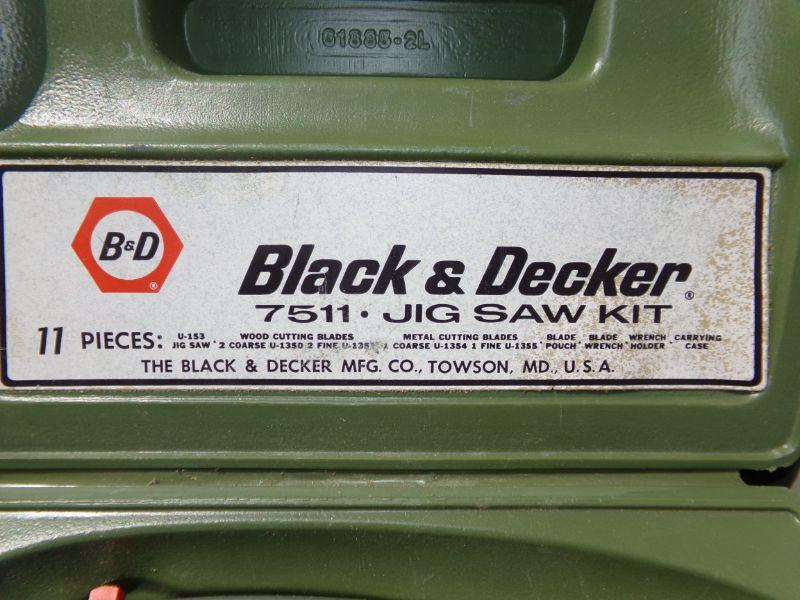 61885-2L
B&D
®
Black & Decker®
7511 · JIG SAW KIT
11 PIECES: U-153 JIG SAW · 2 COARSE U-1350 2 FINE U-1351 · 1 COARSE U-1354 1 FINE U-1355 · BLADE POUCH · BLADE WRENCH · WRENCH HOLDER · CARRYING CASE
WOOD CUTTING BLADES METAL CUTTING BLADES
THE BLACK & DECKER MFG. CO., TOWSON, MD., U.S.A.